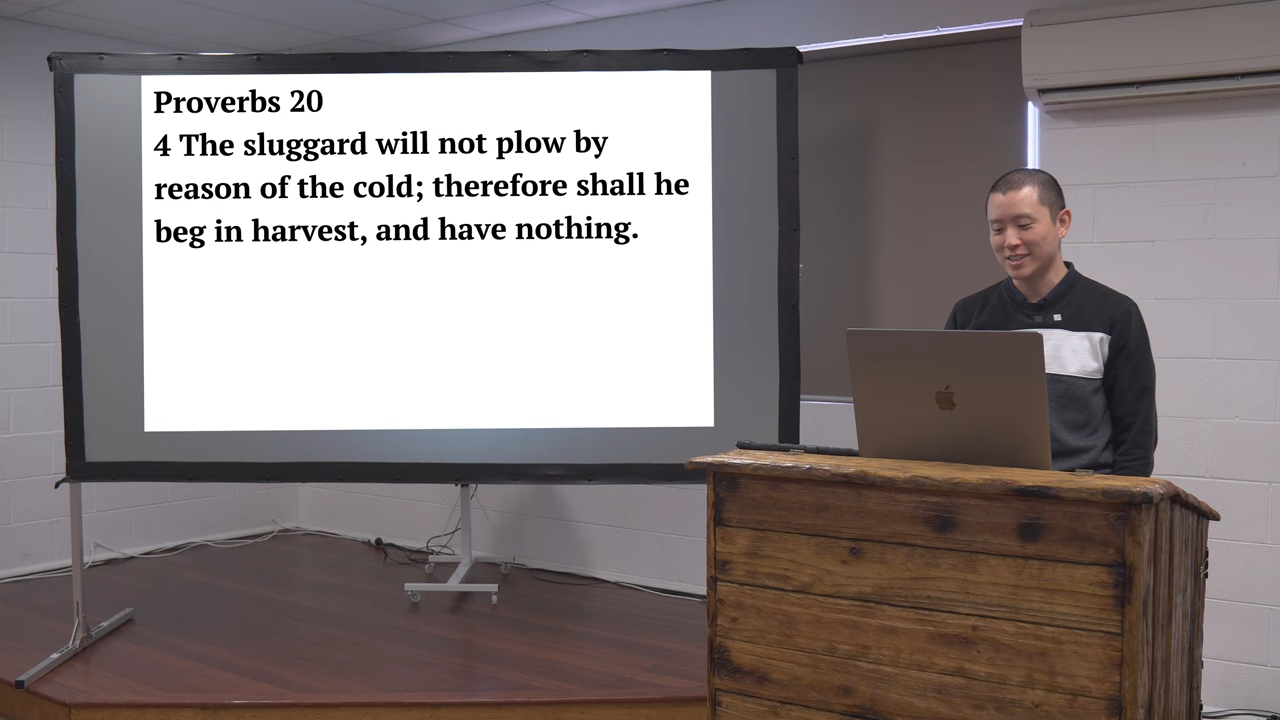 Proverbs 20
4 The sluggard will not plow by
reason of the cold; therefore shall he
beg in harvest, and have nothing.